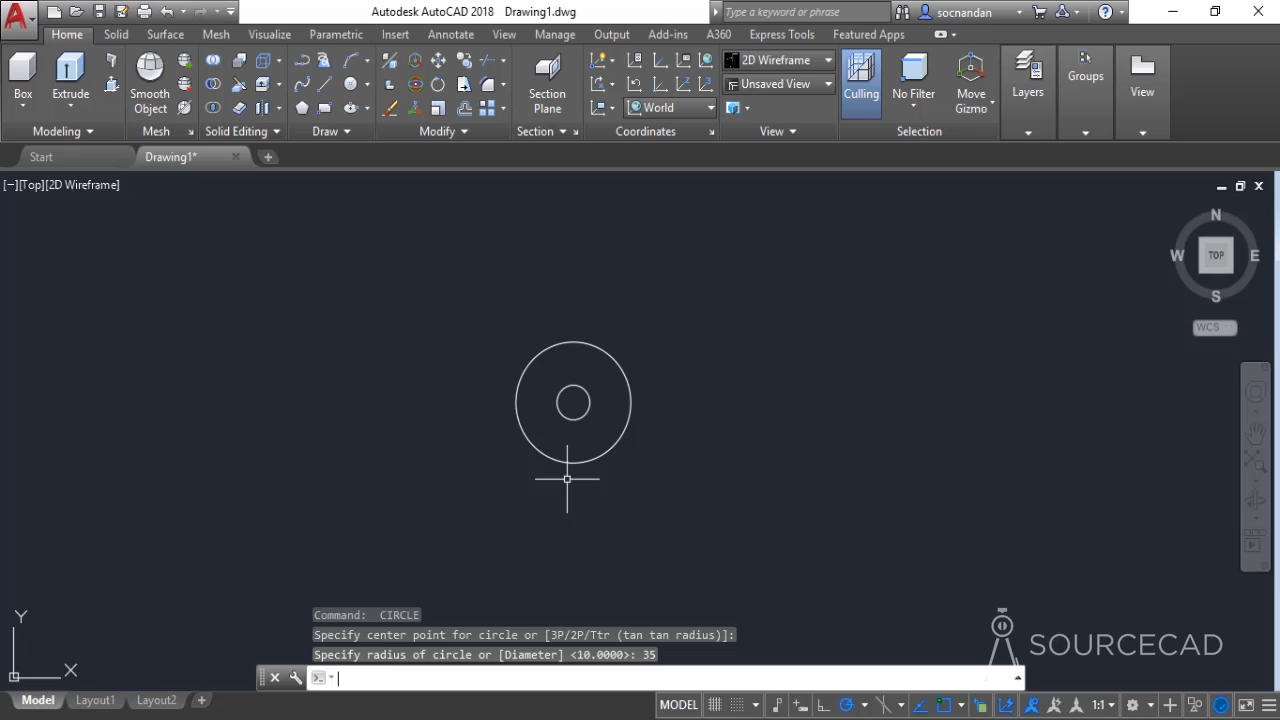 Autodesk AutoCAD 2018 Drawing1.dwg
Type a keyword or phrase
socnandan
Home Solid Surface Mesh Visualize Parametric Insert Annotate View Manage Output Add-ins A360 Express Tools Featured Apps
Box
Extrude
Smooth
Object
Section
Plane
World
2D Wireframe
Unsaved View
Culling
No Filter
Move
Gizmo
Layers
Groups
View
Modeling Mesh Solid Editing Draw Modify Section Coordinates View Selection
Start Drawing1*
[−][Top][2D Wireframe]
N
W TOP E
S
WCS
Y
X
Command: CIRCLE
Specify center point for circle or [3P/2P/Ttr (tan tan radius)]:
Specify radius of circle or [Diameter] <10.0000>: 35
SOURCECAD
Model Layout1 Layout2 MODEL 1:1